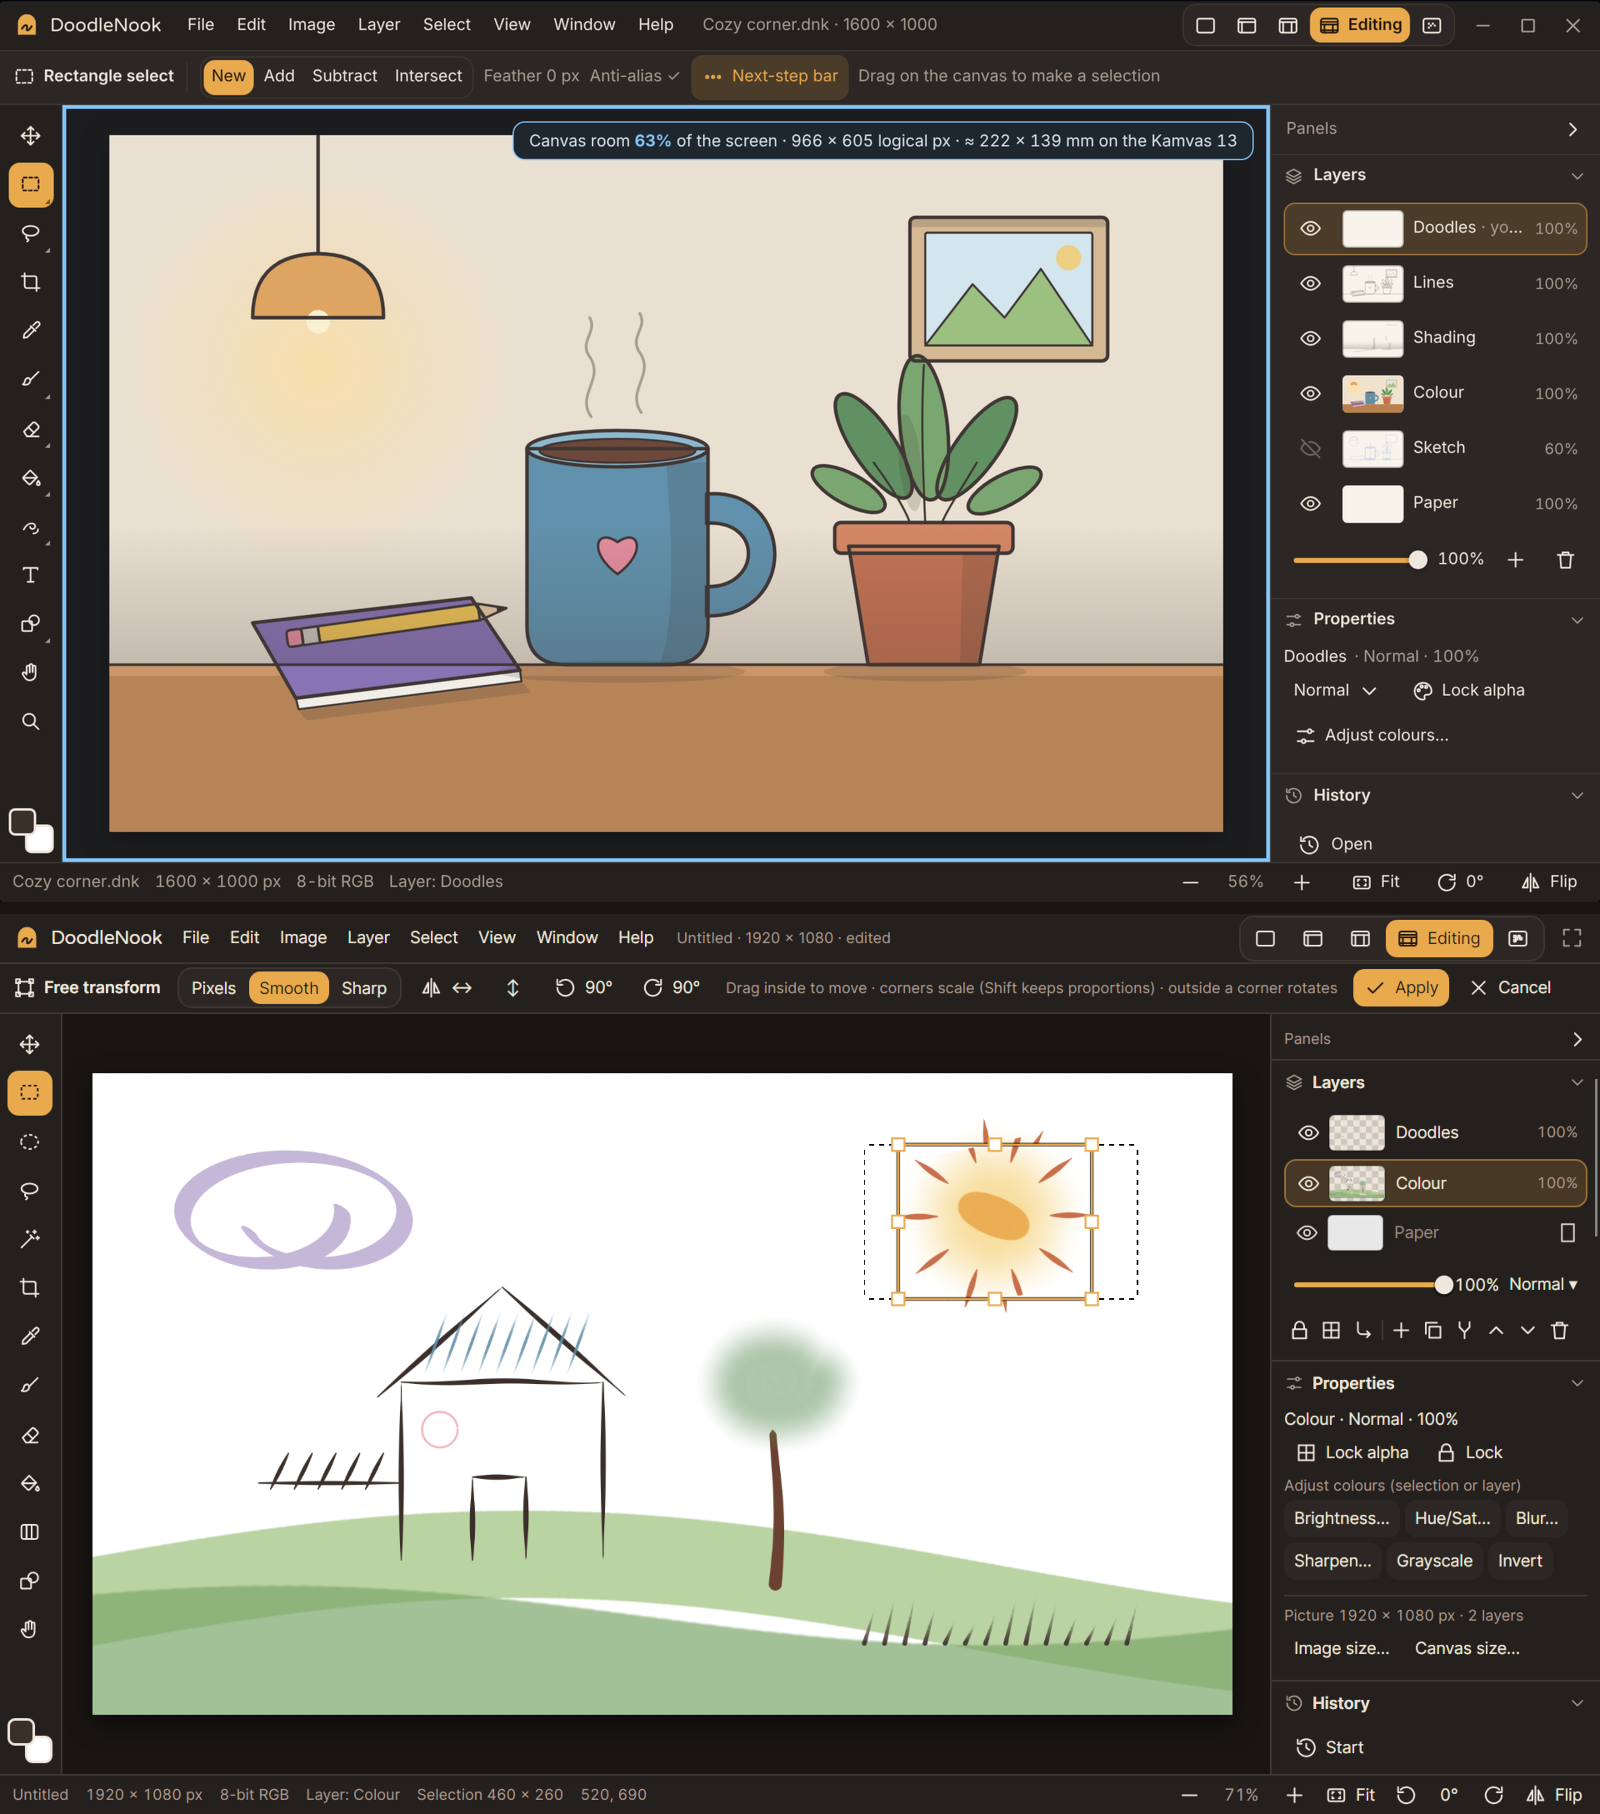 DoodleNook File Edit Image Layer Select View Window Help Cozy corner.dnk · 1600 × 1000 Editing
Rectangle select New Add Subtract Intersect Feather 0 px Anti-alias ✓ ••• Next-step bar Drag on the canvas to make a selection
Canvas room 63% of the screen · 966 × 605 logical px · ≈ 222 × 139 mm on the Kamvas 13
Panels
Layers
Doodles · yo... 100%
Lines 100%
Shading 100%
Colour 100%
Sketch 60%
Paper 100%
100%
Properties
Doodles · Normal · 100%
Normal Lock alpha
Adjust colours...
History
Open
Cozy corner.dnk 1600 × 1000 px 8-bit RGB Layer: Doodles 56% Fit 0° Flip
DoodleNook File Edit Image Layer Select View Window Help Untitled · 1920 × 1080 · edited Editing
Free transform Pixels Smooth Sharp 90° 90° Drag inside to move · corners scale (Shift keeps proportions) · outside a corner rotates Apply Cancel
Panels
Layers
Doodles 100%
Colour 100%
Paper
100% Normal ▾
Properties
Colour · Normal · 100%
Lock alpha Lock
Adjust colours (selection or layer)
Brightness... Hue/Sat... Blur...
Sharpen... Grayscale Invert
Picture 1920 × 1080 px · 2 layers
Image size... Canvas size...
History
Start
Untitled 1920 × 1080 px 8-bit RGB Layer: Colour Selection 460 × 260 520, 690 71% Fit 0° Flip